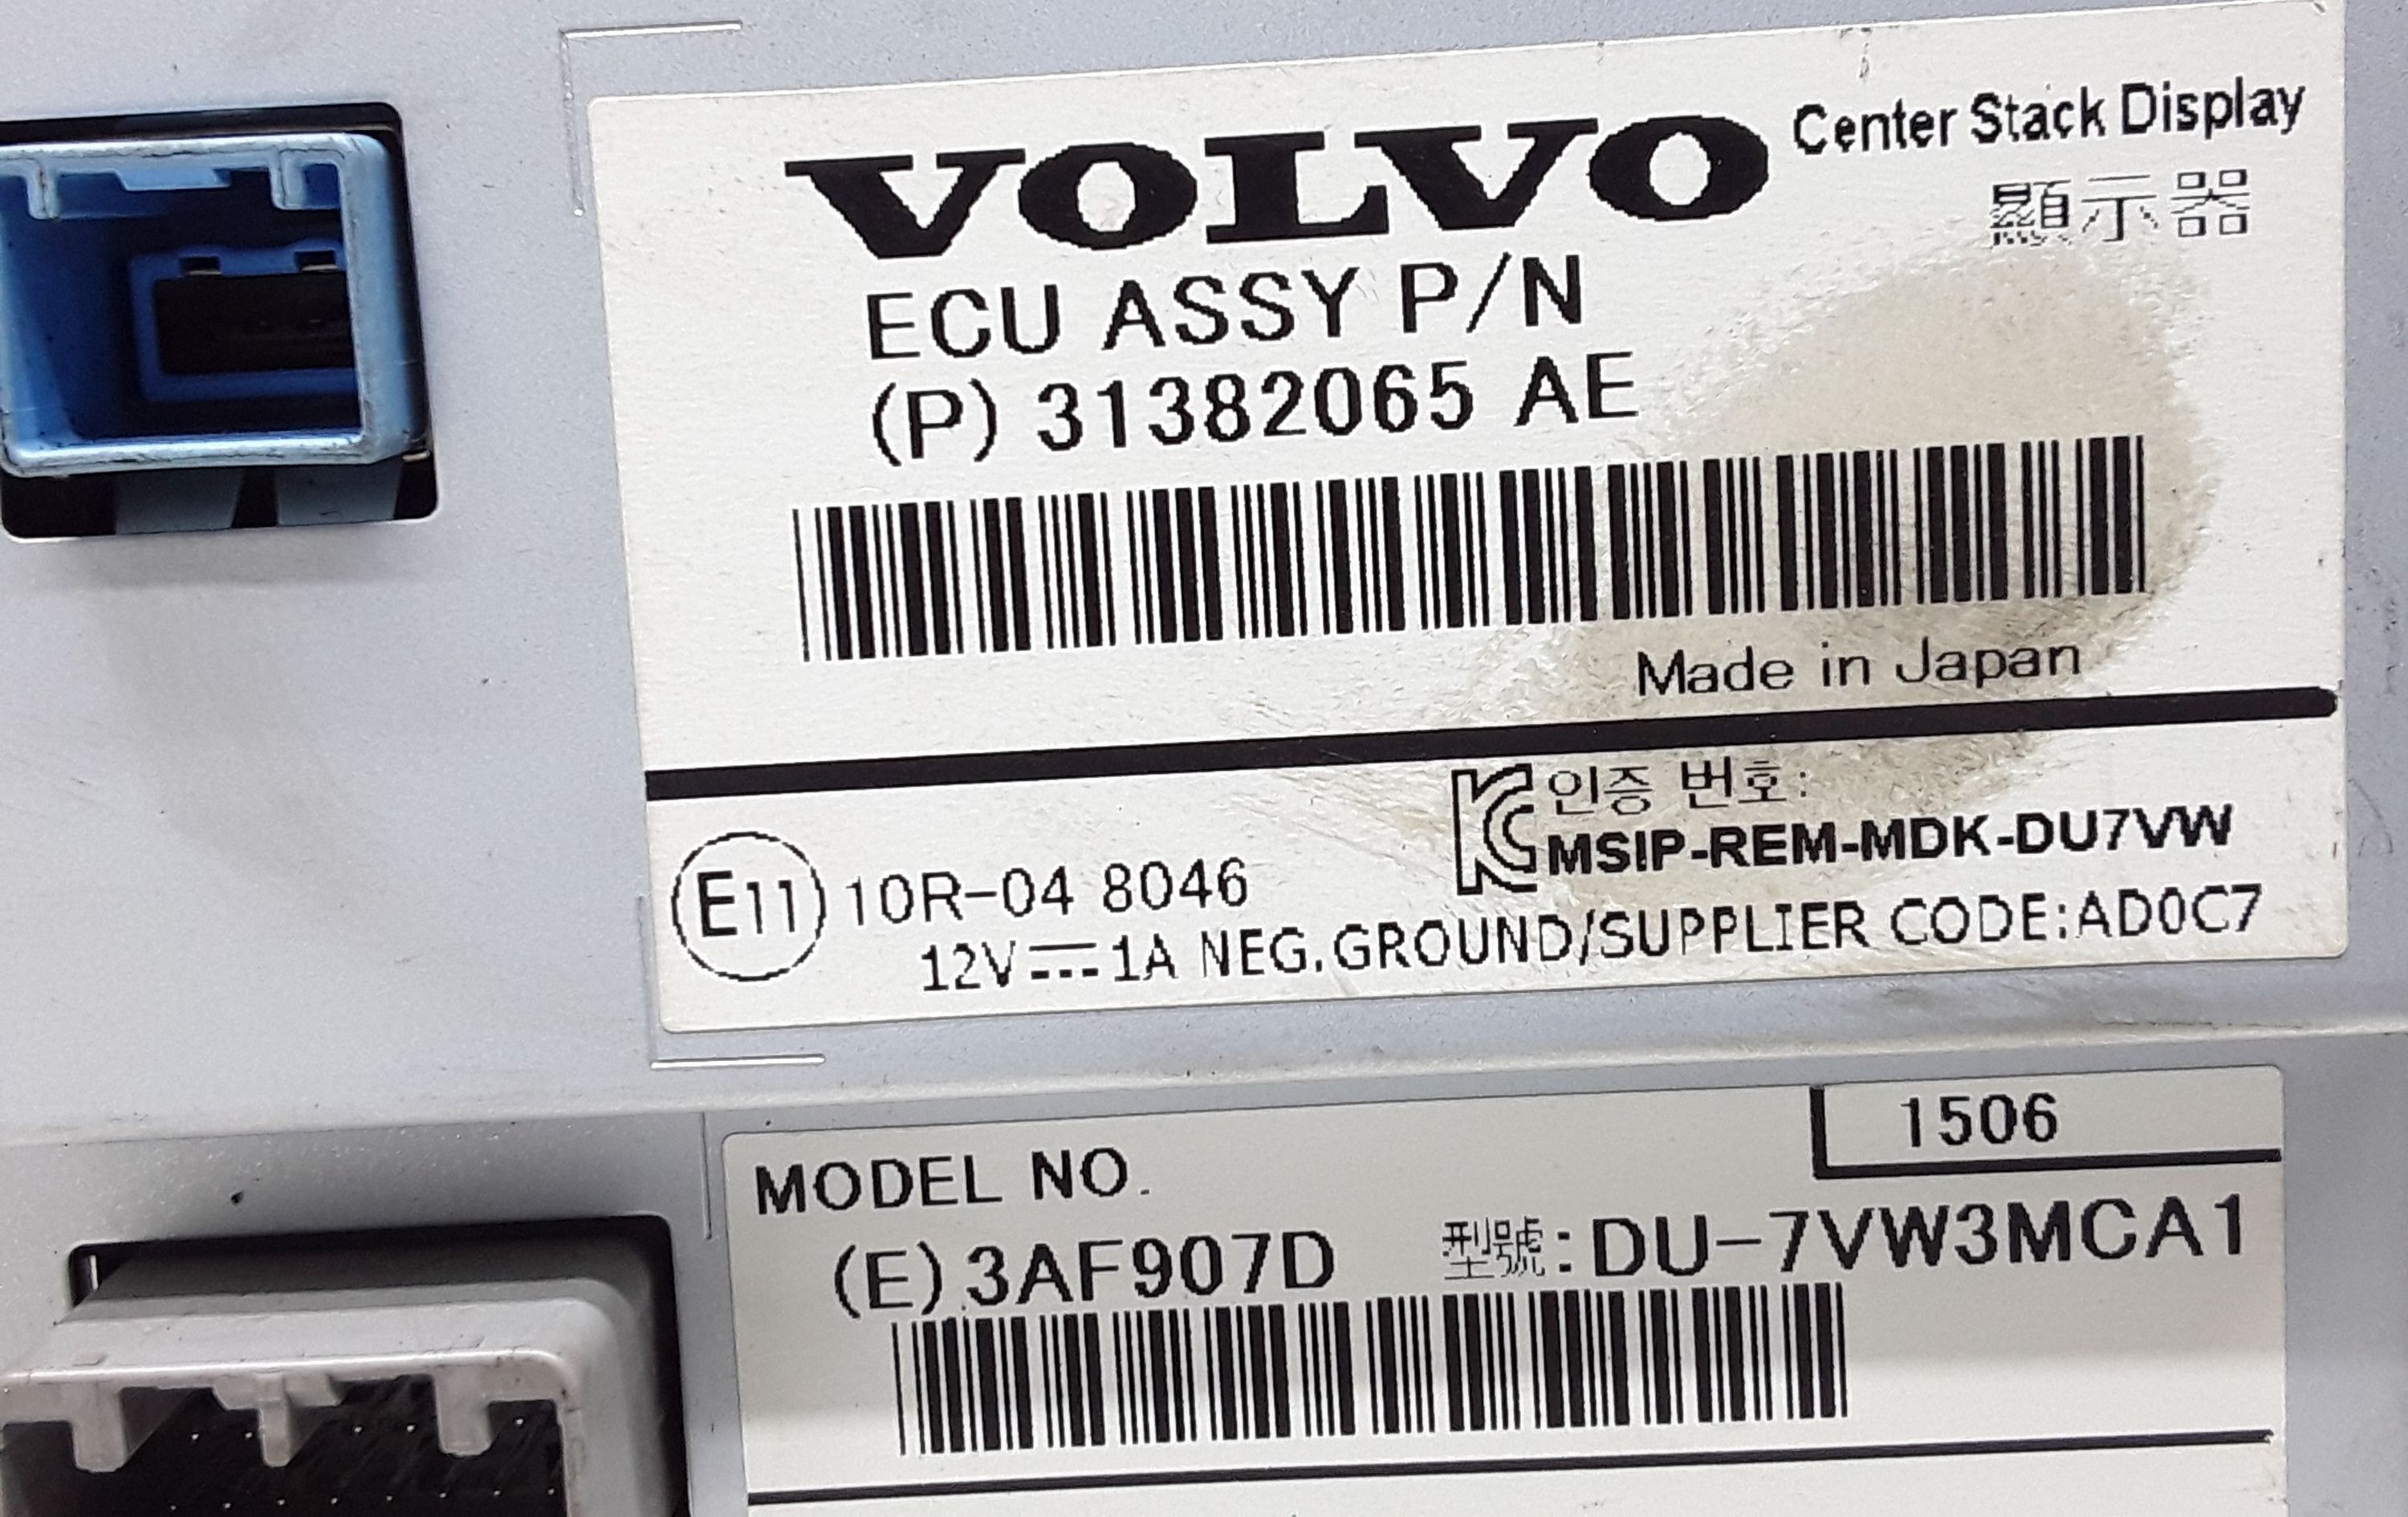 VOLVO Center Stack Display
顯示器
ECU ASSY P/N
(P) 31382065 AE
Made in Japan
인증 번호:
MSIP-REM-MDK-DU7VW
E11 10R-04 8046
12V⎓1A NEG.GROUND/SUPPLIER CODE:AD0C7
1506
MODEL NO.
(E) 3AF907D 型號:DU-7VW3MCA1